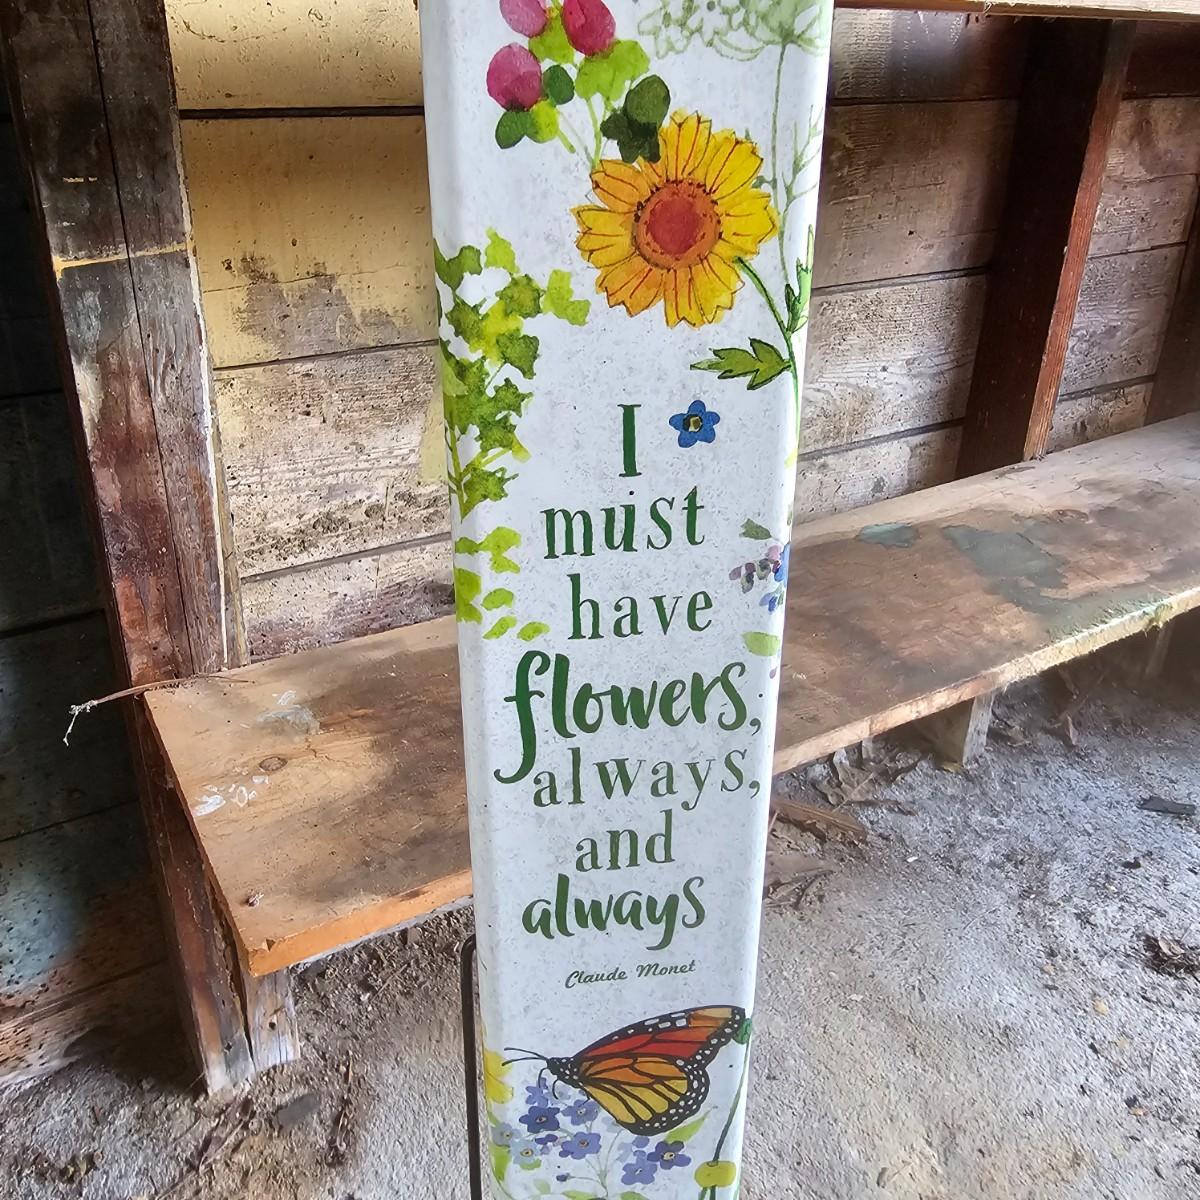 I
must
have
flowers,
always,
and
always
Claude Monet